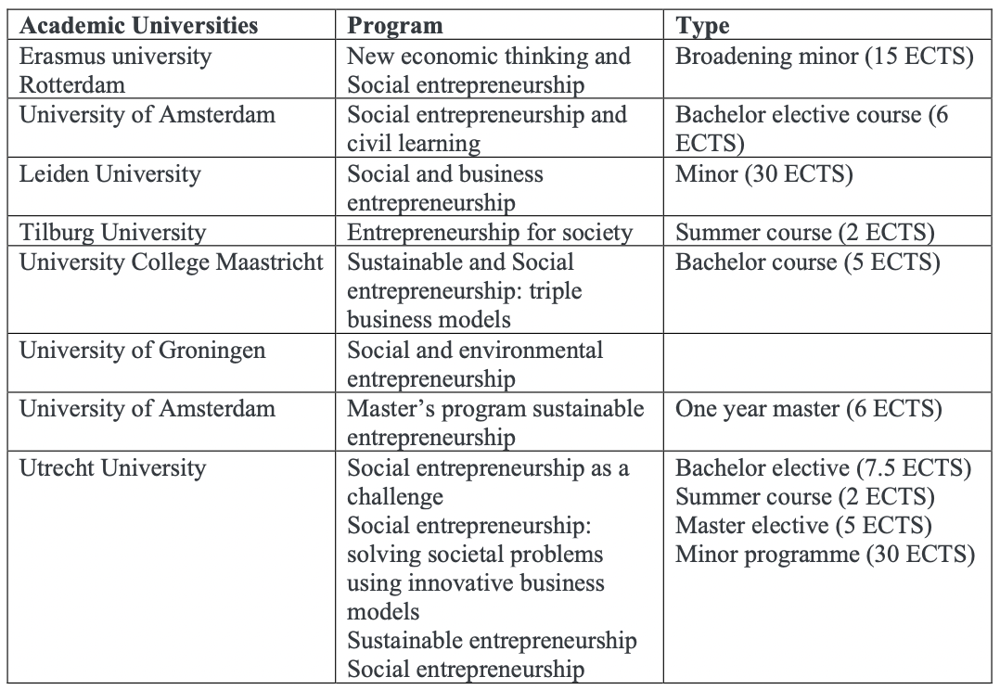 Academic Universities Program Type
Erasmus university New economic thinking and Broadening minor (15 ECTS)
Rotterdam Social entrepreneurship
University of Amsterdam Social entrepreneurship and Bachelor elective course (6
civil learning ECTS)
Leiden University Social and business Minor (30 ECTS)
entrepreneurship
Tilburg University Entrepreneurship for society Summer course (2 ECTS)
University College Maastricht Sustainable and Social Bachelor course (5 ECTS)
entrepreneurship: triple
business models
University of Groningen Social and environmental
entrepreneurship
University of Amsterdam Master’s program sustainable One year master (6 ECTS)
entrepreneurship
Utrecht University Social entrepreneurship as a Bachelor elective (7.5 ECTS)
challenge Summer course (2 ECTS)
Social entrepreneurship: Master elective (5 ECTS)
solving societal problems Minor programme (30 ECTS)
using innovative business
models
Sustainable entrepreneurship
Social entrepreneurship